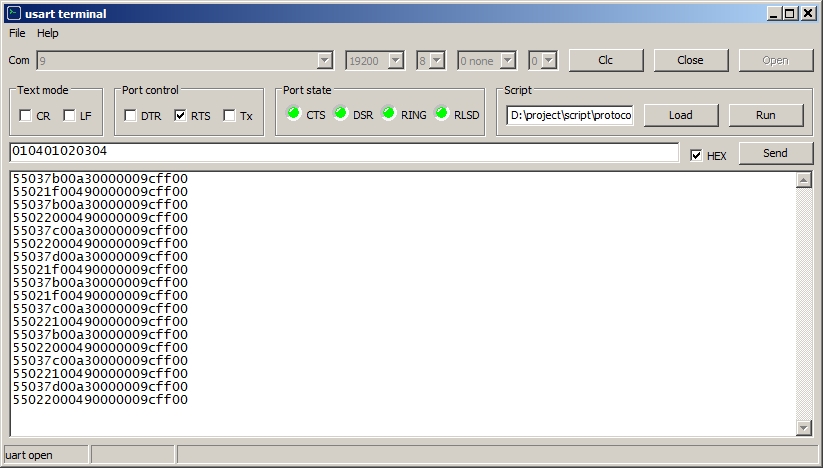 usart terminal
File Help
Com 9 19200 8 0 none 0 Clc Close Open
Text mode Port control Port state Script
CR LF DTR RTS Tx CTS DSR RING RLSD D:\project\script\protoco Load Run
010401020304 HEX Send
55037b00a30000009cff00
55021f00490000009cff00
55037b00a30000009cff00
55022000490000009cff00
55037c00a30000009cff00
55022000490000009cff00
55037d00a30000009cff00
55021f00490000009cff00
55037b00a30000009cff00
55021f00490000009cff00
55037c00a30000009cff00
55022100490000009cff00
55037b00a30000009cff00
55022000490000009cff00
55037c00a30000009cff00
55022100490000009cff00
55037d00a30000009cff00
55022000490000009cff00
uart open